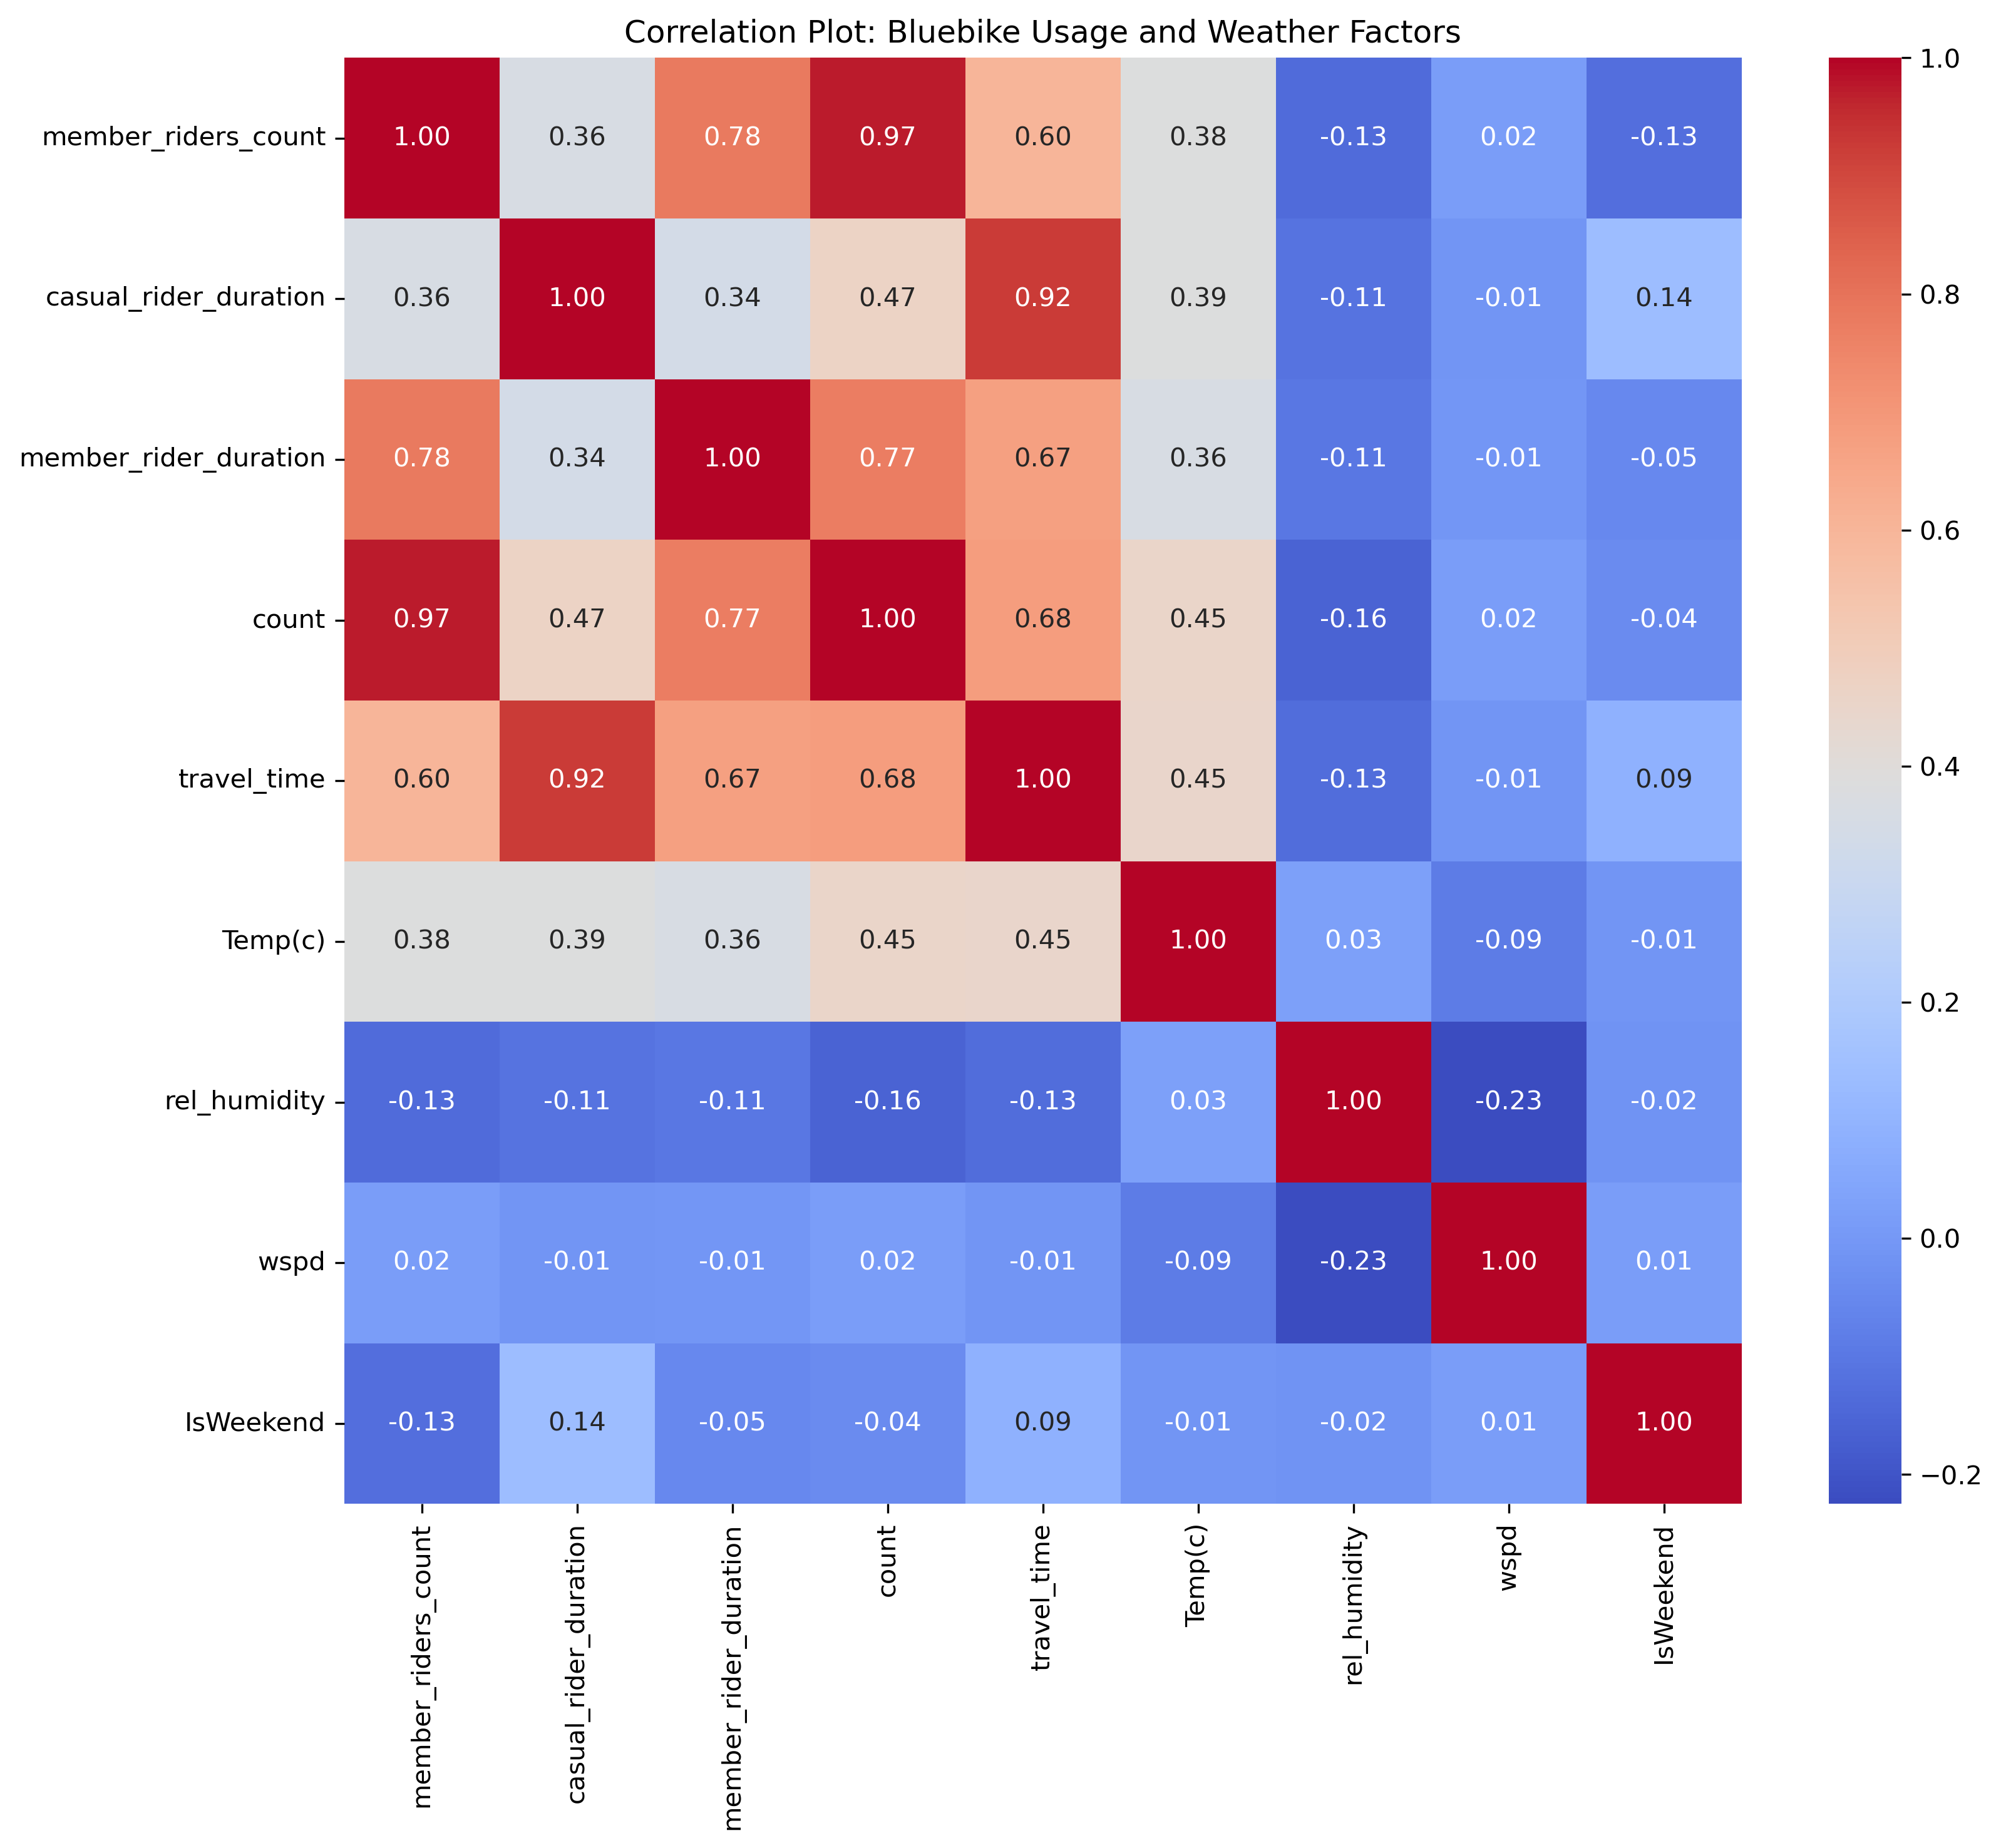 Correlation Plot: Bluebike Usage and Weather Factors
member_riders_count 1.00 0.36 0.78 0.97 0.60 0.38 -0.13 0.02 -0.13
casual_rider_duration 0.36 1.00 0.34 0.47 0.92 0.39 -0.11 -0.01 0.14
member_rider_duration 0.78 0.34 1.00 0.77 0.67 0.36 -0.11 -0.01 -0.05
count 0.97 0.47 0.77 1.00 0.68 0.45 -0.16 0.02 -0.04
travel_time 0.60 0.92 0.67 0.68 1.00 0.45 -0.13 -0.01 0.09
Temp(c) 0.38 0.39 0.36 0.45 0.45 1.00 0.03 -0.09 -0.01
rel_humidity -0.13 -0.11 -0.11 -0.16 -0.13 0.03 1.00 -0.23 -0.02
wspd 0.02 -0.01 -0.01 0.02 -0.01 -0.09 -0.23 1.00 0.01
IsWeekend -0.13 0.14 -0.05 -0.04 0.09 -0.01 -0.02 0.01 1.00
member_riders_count
casual_rider_duration
member_rider_duration
count
travel_time
Temp(c)
rel_humidity
wspd
IsWeekend
1.0
0.8
0.6
0.4
0.2
0.0
−0.2